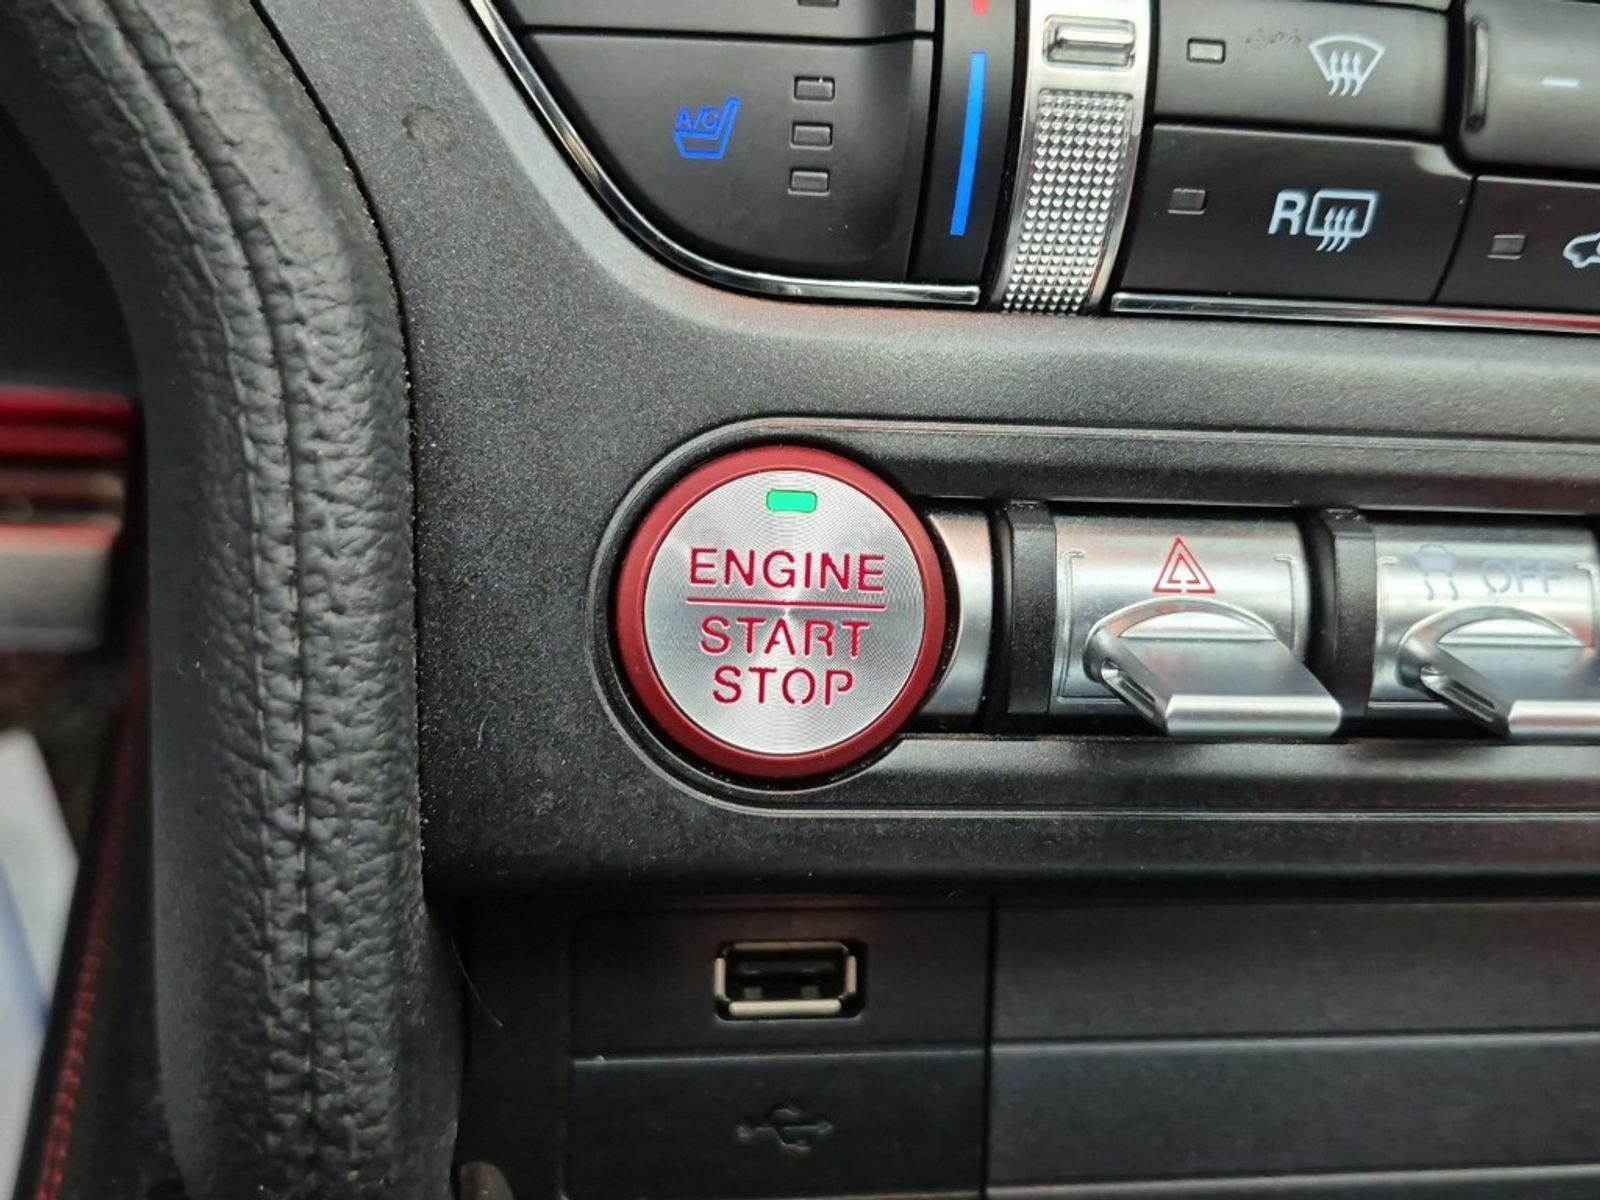 A/C
R
ENGINE
START
STOP
OFF